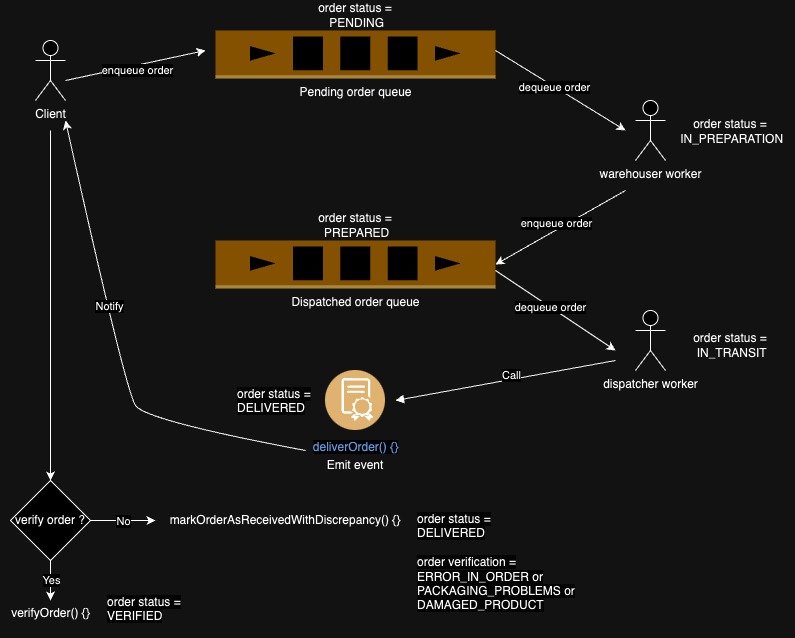 order status =
PENDING
enqueue order
Pending order queue
dequeue order
Client
order status =
IN_PREPARATION
warehouser worker
order status =
PREPARED
enqueue order
Dispatched order queue
dequeue order
Notify
order status =
IN_TRANSIT
dispatcher worker
Call
order status =
DELIVERED
deliverOrder() {}
Emit event
verify order ?
No
markOrderAsReceivedWithDiscrepancy() {}
order status =
DELIVERED
order verification =
ERROR_IN_ORDER or
PACKAGING_PROBLEMS or
DAMAGED_PRODUCT
Yes
verifyOrder() {}
order status =
VERIFIED